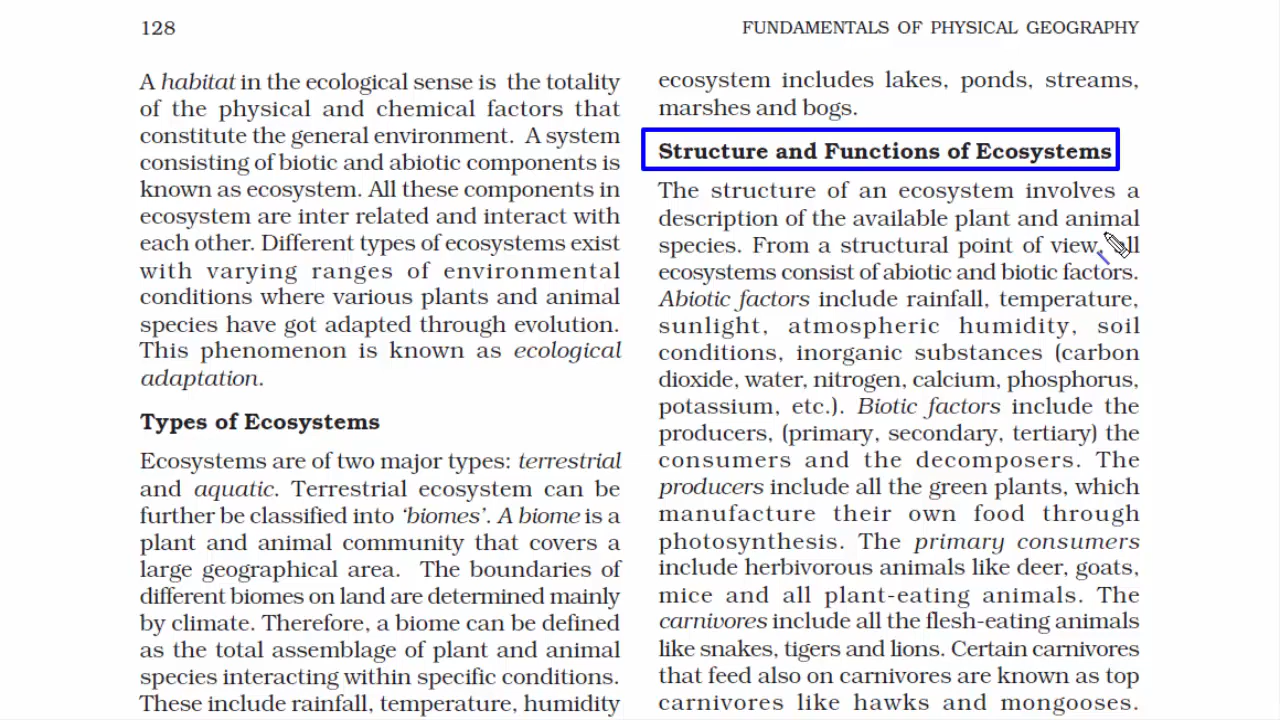 128
FUNDAMENTALS OF PHYSICAL GEOGRAPHY
A habitat in the ecological sense is the totality
of the physical and chemical factors that
constitute the general environment. A system
consisting of biotic and abiotic components is
known as ecosystem. All these components in
ecosystem are inter related and interact with
each other. Different types of ecosystems exist
with varying ranges of environmental
conditions where various plants and animal
species have got adapted through evolution.
This phenomenon is known as ecological
adaptation.
Types of Ecosystems
Ecosystems are of two major types: terrestrial
and aquatic. Terrestrial ecosystem can be
further be classified into ‘biomes’. A biome is a
plant and animal community that covers a
large geographical area. The boundaries of
different biomes on land are determined mainly
by climate. Therefore, a biome can be defined
as the total assemblage of plant and animal
species interacting within specific conditions.
These include rainfall, temperature, humidity
ecosystem includes lakes, ponds, streams,
marshes and bogs.
Structure and Functions of Ecosystems
The structure of an ecosystem involves a
description of the available plant and animal
species. From a structural point of view, all
ecosystems consist of abiotic and biotic factors.
Abiotic factors include rainfall, temperature,
sunlight, atmospheric humidity, soil
conditions, inorganic substances (carbon
dioxide, water, nitrogen, calcium, phosphorus,
potassium, etc.). Biotic factors include the
producers, (primary, secondary, tertiary) the
consumers and the decomposers. The
producers include all the green plants, which
manufacture their own food through
photosynthesis. The primary consumers
include herbivorous animals like deer, goats,
mice and all plant-eating animals. The
carnivores include all the flesh-eating animals
like snakes, tigers and lions. Certain carnivores
that feed also on carnivores are known as top
carnivores like hawks and mongooses.